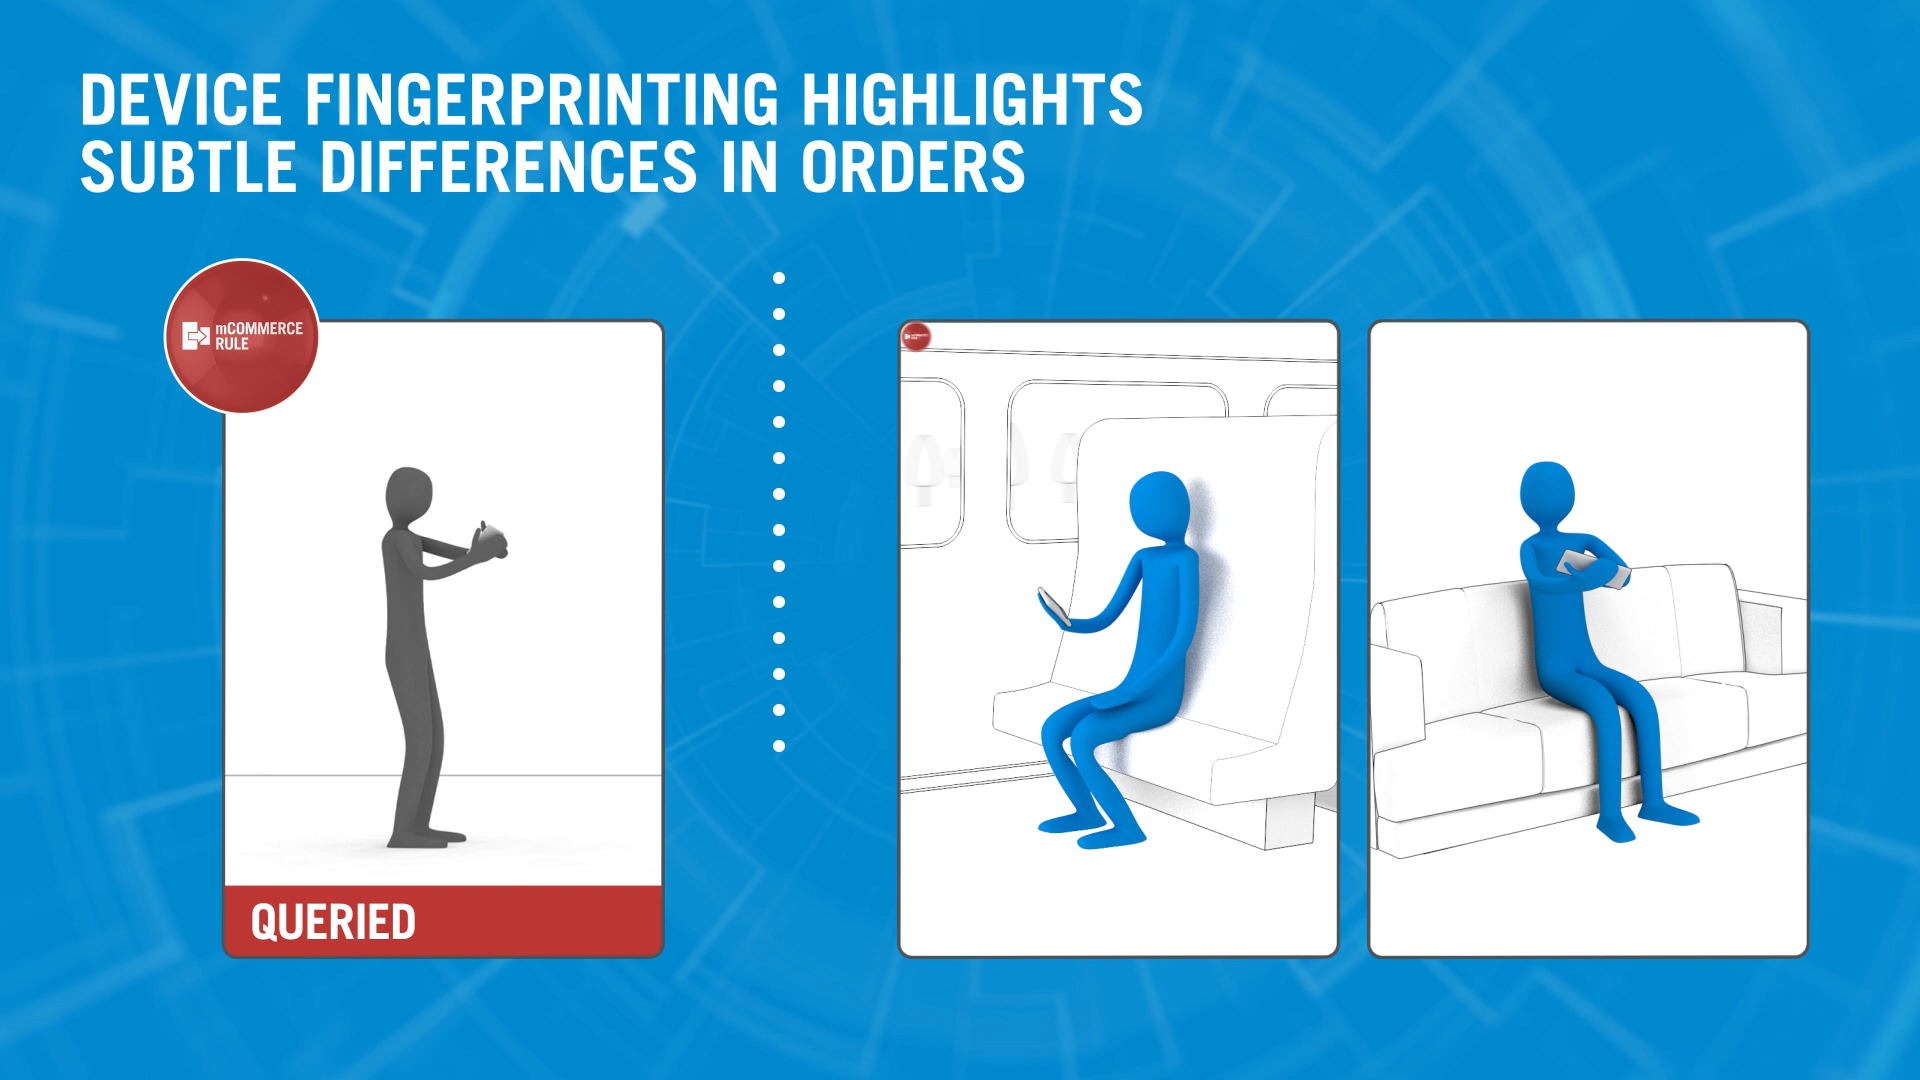 DEVICE FINGERPRINTING HIGHLIGHTS
SUBTLE DIFFERENCES IN ORDERS
mCOMMERCE
RULE
QUERIED